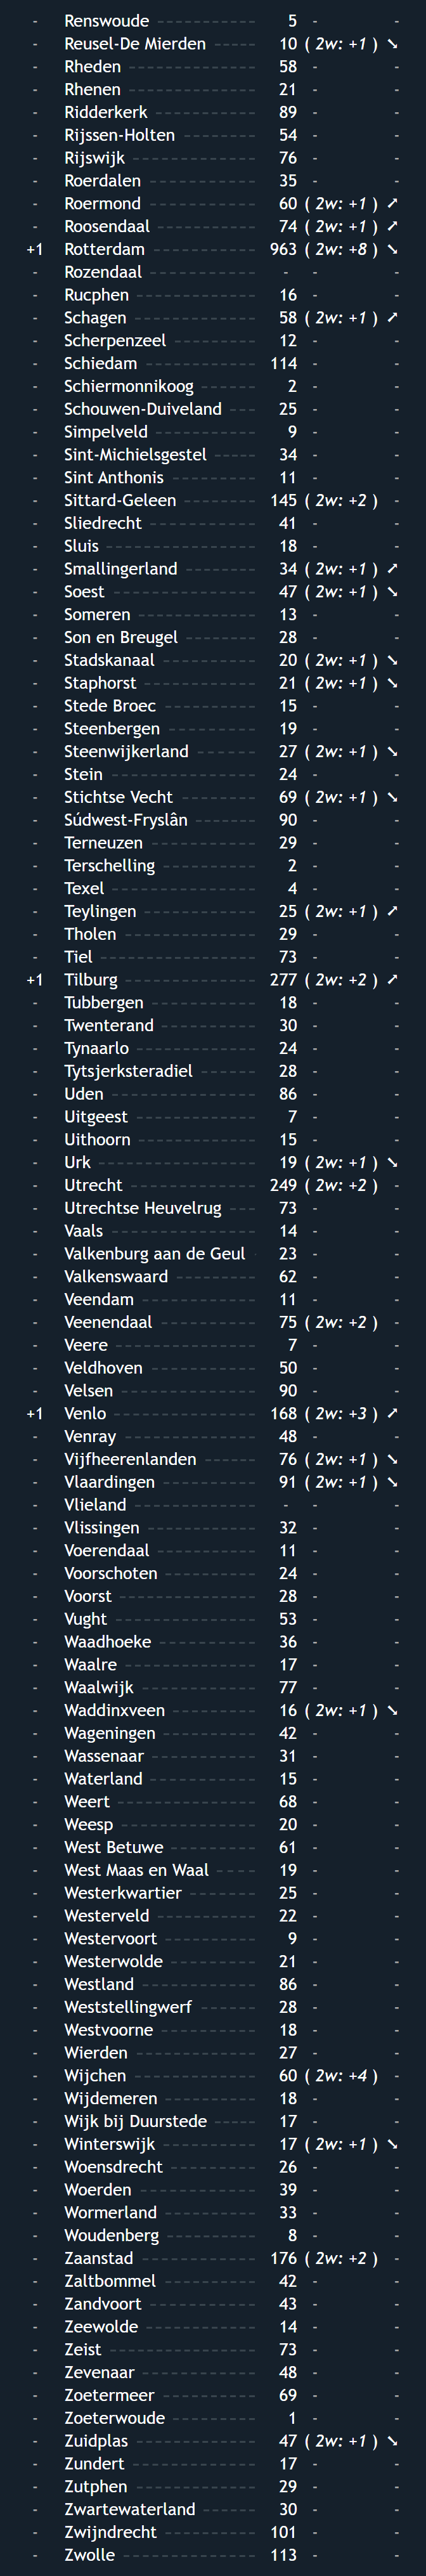 - Renswoude ------------- 5 - -
- Reusel-De Mierden ------ 10 ( 2w: +1 ) ➘
- Rheden --------------- 58 - -
- Rhenen --------------- 21 - -
- Ridderkerk ------------ 89 - -
- Rijssen-Holten ---------- 54 - -
- Rijswijk -------------- 76 - -
- Roerdalen ------------- 35 - -
- Roermond ------------ 60 ( 2w: +1 ) ➚
- Roosendaal ------------ 74 ( 2w: +1 ) ➚
+1 Rotterdam ------------ 963 ( 2w: +8 ) ➘
- Rozendaal ------------- - - -
- Rucphen -------------- 16 - -
- Schagen -------------- 58 ( 2w: +1 ) ➚
- Scherpenzeel ----------- 12 - -
- Schiedam ------------- 114 - -
- Schiermonnikoog ------- 2 - -
- Schouwen-Duiveland --- 25 - -
- Simpelveld ------------ 9 - -
- Sint-Michielsgestel ----- 34 - -
- Sint Anthonis ----------- 11 - -
- Sittard-Geleen --------- 145 ( 2w: +2 ) -
- Sliedrecht ------------- 41 - -
- Sluis ----------------- 18 - -
- Smallingerland --------- 34 ( 2w: +1 ) ➚
- Soest ---------------- 47 ( 2w: +1 ) ➘
- Someren -------------- 13 - -
- Son en Breugel --------- 28 - -
- Stadskanaal ----------- 20 ( 2w: +1 ) ➘
- Staphorst ------------- 21 ( 2w: +1 ) ➘
- Stede Broec ----------- 15 - -
- Steenbergen ----------- 19 - -
- Steenwijkerland ------- 27 ( 2w: +1 ) ➘
- Stein ---------------- 24 - -
- Stichtse Vecht --------- 69 ( 2w: +1 ) ➘
- Súdwest-Fryslân ------- 90 - -
- Terneuzen ------------- 29 - -
- Terschelling ----------- 2 - -
- Texel ---------------- 4 - -
- Teylingen ------------- 25 ( 2w: +1 ) ➚
- Tholen --------------- 29 - -
- Tiel ------------------ 73 - -
+1 Tilburg --------------- 277 ( 2w: +2 ) ➚
- Tubbergen ------------ 18 - -
- Twenterand ----------- 30 - -
- Tynaarlo -------------- 24 - -
- Tytsjerksteradiel ------ 28 - -
- Uden ---------------- 86 - -
- Uitgeest -------------- 7 - -
- Uithoorn -------------- 15 - -
- Urk ------------------ 19 ( 2w: +1 ) ➘
- Utrecht --------------- 249 ( 2w: +2 ) -
- Utrechtse Heuvelrug --- 73 - -
- Vaals ---------------- 14 - -
- Valkenburg aan de Geul - 23 - -
- Valkenswaard --------- 62 - -
- Veendam ------------- 11 - -
- Veenendaal ----------- 75 ( 2w: +2 ) -
- Veere ---------------- 7 - -
- Veldhoven ------------ 50 - -
- Velsen --------------- 90 - -
+1 Venlo ---------------- 168 ( 2w: +3 ) ➚
- Venray --------------- 48 - -
- Vijfheerenlanden ------ 76 ( 2w: +1 ) ➘
- Vlaardingen ----------- 91 ( 2w: +1 ) ➘
- Vlieland -------------- - - -
- Vlissingen ------------- 32 - -
- Voerendaal ------------ 11 - -
- Voorschoten ----------- 24 - -
- Voorst ---------------- 28 - -
- Vught ---------------- 53 - -
- Waadhoeke ----------- 36 - -
- Waalre --------------- 17 - -
- Waalwijk ------------- 77 - -
- Waddinxveen ---------- 16 ( 2w: +1 ) ➘
- Wageningen ----------- 42 - -
- Wassenaar ------------ 31 - -
- Waterland ------------ 15 - -
- Weert ---------------- 68 - -
- Weesp --------------- 20 - -
- West Betuwe ---------- 61 - -
- West Maas en Waal ---- 19 - -
- Westerkwartier -------- 25 - -
- Westerveld ------------ 22 - -
- Westervoort ----------- 9 - -
- Westerwolde ---------- 21 - -
- Westland ------------- 86 - -
- Weststellingwerf ------ 28 - -
- Westvoorne ----------- 18 - -
- Wierden -------------- 27 - -
- Wijchen -------------- 60 ( 2w: +4 ) -
- Wijdemeren ----------- 18 - -
- Wijk bij Duurstede ----- 17 - -
- Winterswijk ----------- 17 ( 2w: +1 ) ➘
- Woensdrecht ---------- 26 - -
- Woerden ------------- 39 - -
- Wormerland ----------- 33 - -
- Woudenberg ---------- 8 - -
- Zaanstad ------------- 176 ( 2w: +2 ) -
- Zaltbommel ----------- 42 - -
- Zandvoort ------------ 43 - -
- Zeewolde ------------- 14 - -
- Zeist ----------------- 73 - -
- Zevenaar ------------- 48 - -
- Zoetermeer ----------- 69 - -
- Zoeterwoude ---------- 1 - -
- Zuidplas -------------- 47 ( 2w: +1 ) ➘
- Zundert -------------- 17 - -
- Zutphen -------------- 29 - -
- Zwartewaterland ------ 30 - -
- Zwijndrecht ----------- 101 - -
- Zwolle --------------- 113 - -